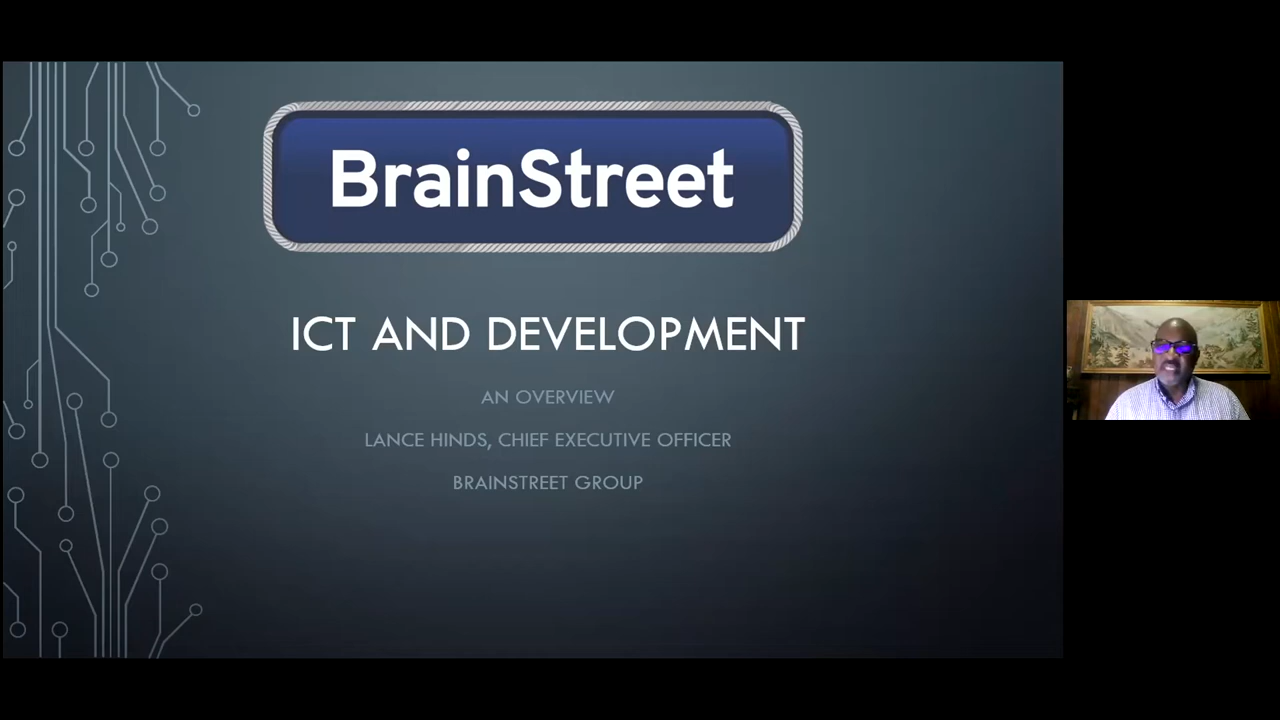 BrainStreet
ICT AND DEVELOPMENT
AN OVERVIEW
LANCE HINDS, CHIEF EXECUTIVE OFFICER
BRAINSTREET GROUP